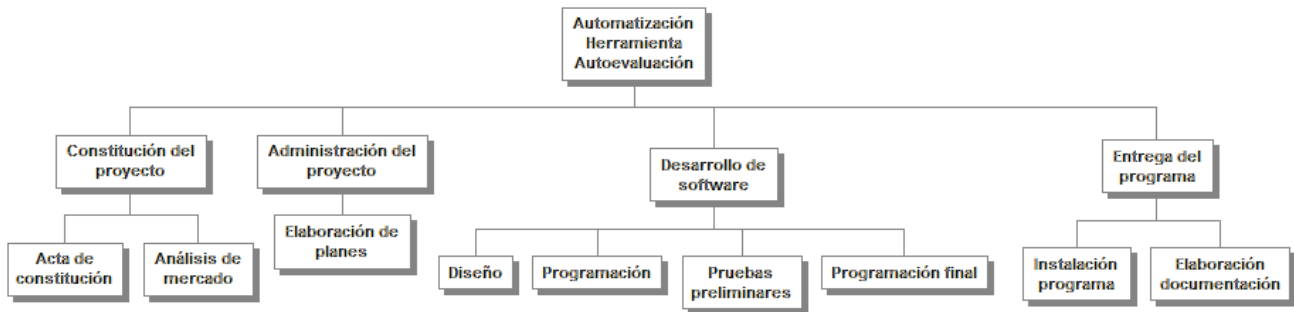 Automatización
Herramienta
Autoevaluación
Constitución del
proyecto
Administración del
proyecto
Desarrollo de
software
Entrega del
programa
Acta de
constitución
Análisis de
mercado
Elaboración de
planes
Diseño
Programación
Pruebas
preliminares
Programación final
Instalación
programa
Elaboración
documentación